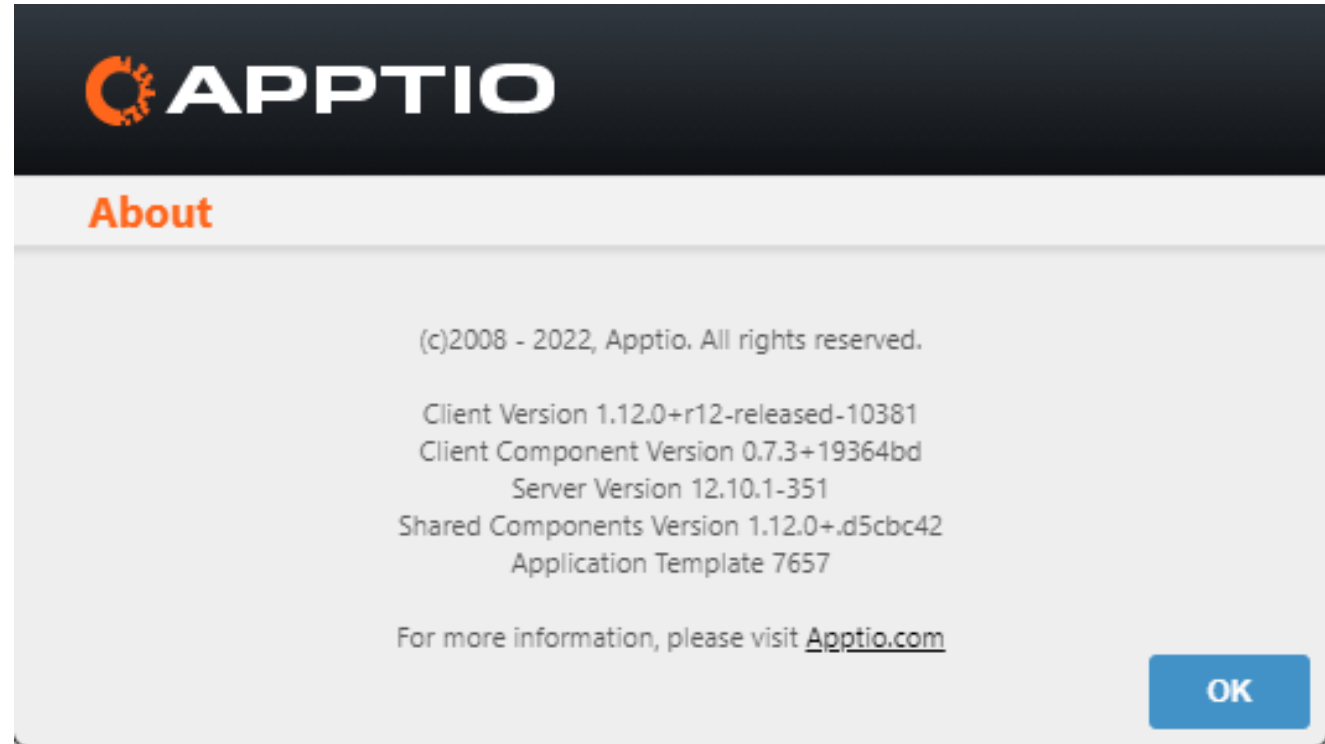 APPTIO
About
(c)2008 - 2022, Apptio. All rights reserved.
Client Version 1.12.0+r12-released-10381
Client Component Version 0.7.3+19364bd
Server Version 12.10.1-351
Shared Components Version 1.12.0+.d5cbc42
Application Template 7657
For more information, please visit Apptio.com
OK